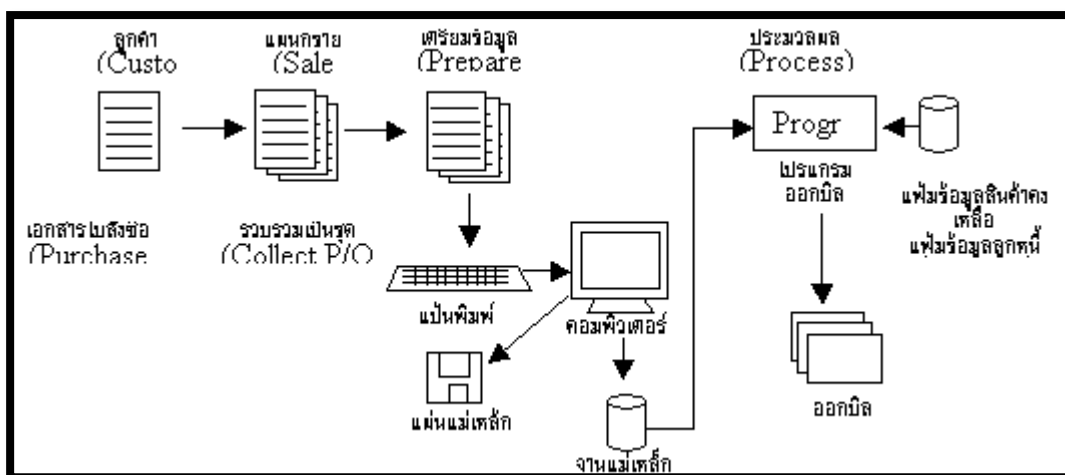 ลูกค้า
(Custo
แผนกขาย
(Sale
เตรียมข้อมูล
(Prepare
ประมวลผล
(Process)
Progr
โปรแกรม
ออกบิล
แฟ้มข้อมูลสินค้าคง
เหลือ
แฟ้มข้อมูลลูกหนี้
เอกสารใบสั่งซื้อ
(Purchase
รวบรวมเป็นชุด
(Collect P/O
แป้นพิมพ์
คอมพิวเตอร์
แผ่นแม่เหล็ก
จานแม่เหล็ก
ออกบิล